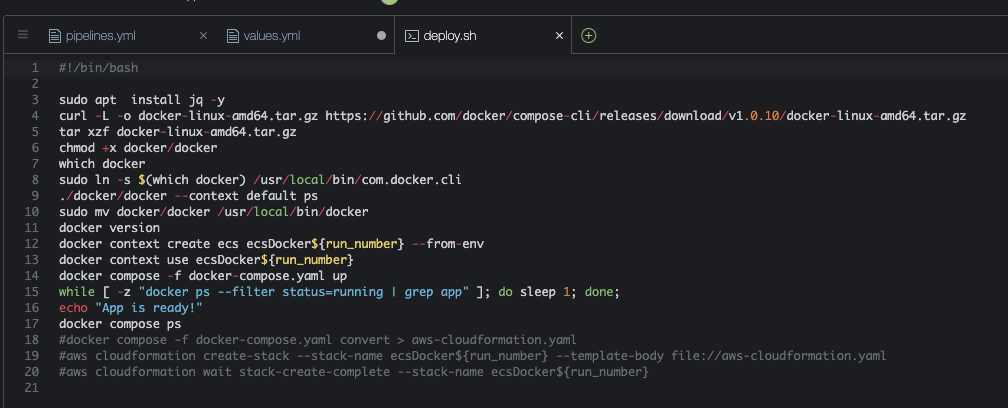 pipelines.yml
values.yml
deploy.sh
1 #!/bin/bash
2
3 sudo apt  install jq -y
4 curl -L -o docker-linux-amd64.tar.gz https://github.com/docker/compose-cli/releases/download/v1.0.10/docker-linux-amd64.tar.gz
5 tar xzf docker-linux-amd64.tar.gz
6 chmod +x docker/docker
7 which docker
8 sudo ln -s $(which docker) /usr/local/bin/com.docker.cli
9 ./docker/docker --context default ps
10 sudo mv docker/docker /usr/local/bin/docker
11 docker version
12 docker context create ecs ecsDocker${run_number} --from-env
13 docker context use ecsDocker${run_number}
14 docker compose -f docker-compose.yaml up
15 while [ -z "docker ps --filter status=running | grep app" ]; do sleep 1; done;
16 echo "App is ready!"
17 docker compose ps
18 #docker compose -f docker-compose.yaml convert > aws-cloudformation.yaml
19 #aws cloudformation create-stack --stack-name ecsDocker${run_number} --template-body file://aws-cloudformation.yaml
20 #aws cloudformation wait stack-create-complete --stack-name ecsDocker${run_number}
21